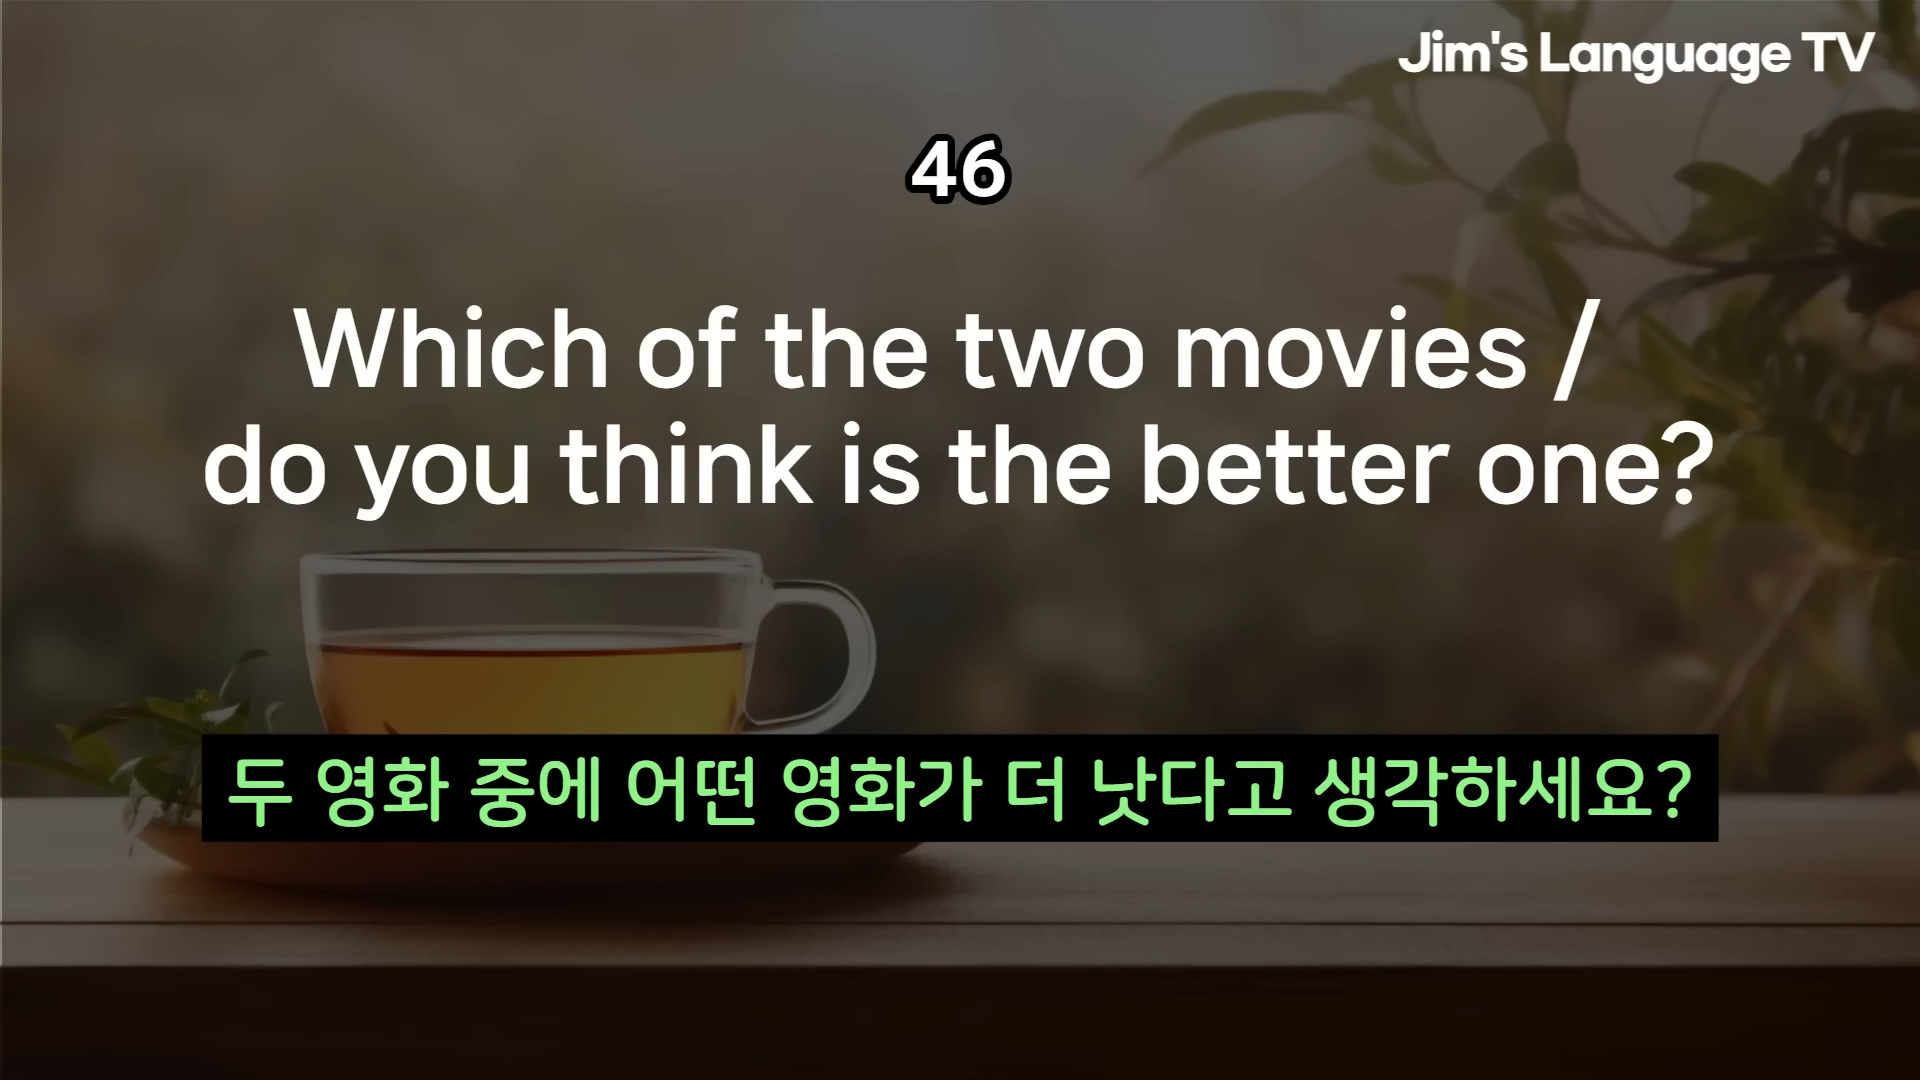 Jim's Language TV
46
Which of the two movies /
do you think is the better one?
두 영화 중에 어떤 영화가 더 낫다고 생각하세요?